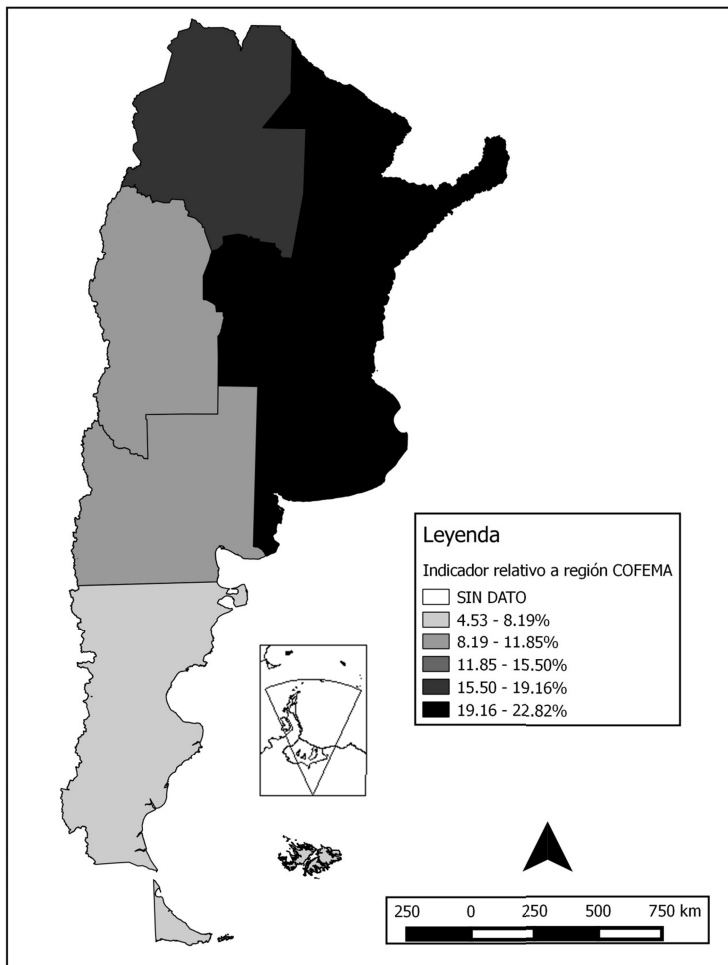 Leyenda
Indicador relativo a región COFEMA
SIN DATO
4.53 - 8.19%
8.19 - 11.85%
11.85 - 15.50%
15.50 - 19.16%
19.16 - 22.82%
250 0 250 500 750 km